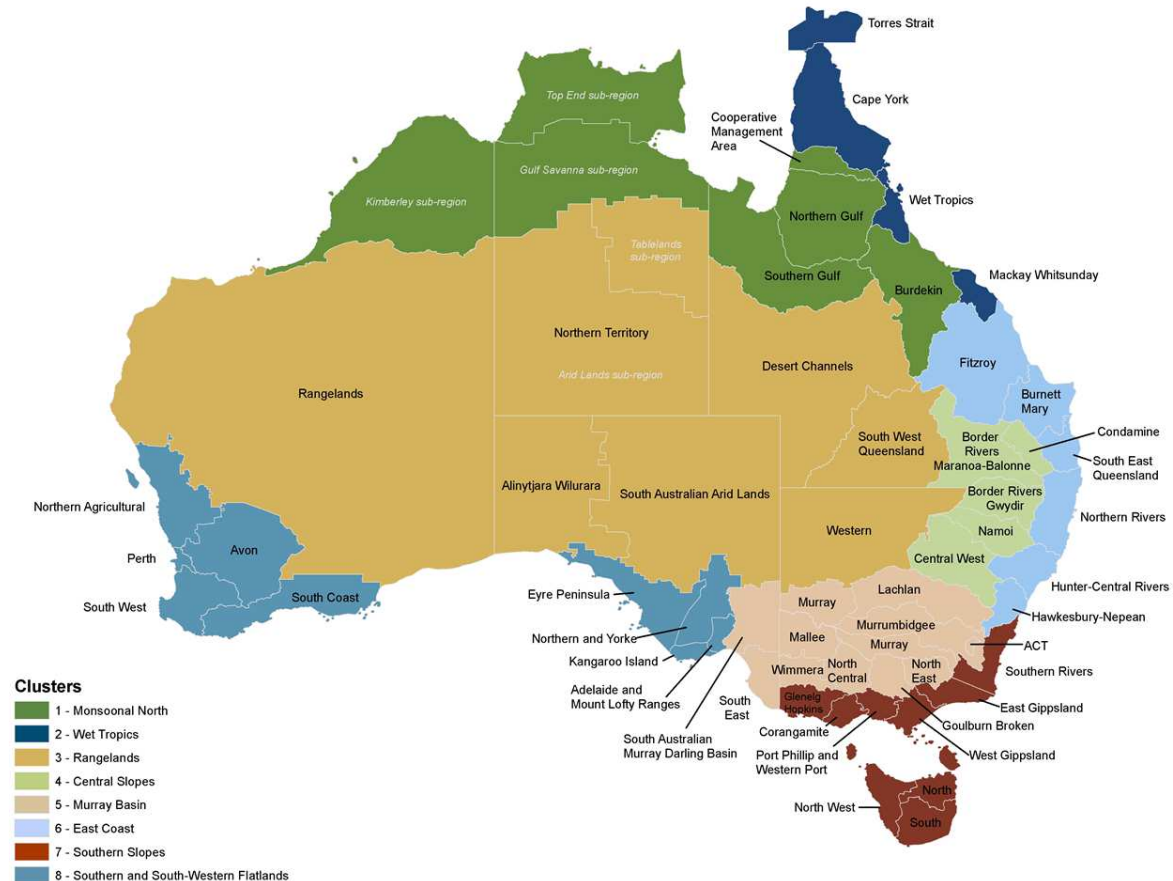 Torres Strait
Top End sub-region
Cape York
Cooperative
Management
Area
Gulf Savanna sub-region
Kimberley sub-region
Wet Tropics
Northern Gulf
Tablelands
sub-region
Southern Gulf
Mackay Whitsunday
Burdekin
Northern Territory
Fitzroy
Desert Channels
Arid Lands sub-region
Rangelands
Burnett
Mary
Condamine
South West
Queensland
Border
Rivers
Maranoa-Balonne
South East
Queensland
Alinytjara Wilurara
South Australian Arid Lands
Border Rivers
Gwydir
Northern Agricultural
Northern Rivers
Western
Namoi
Avon
Perth
Central West
South Coast
Eyre Peninsula
Lachlan
Hunter-Central Rivers
South West
Murray
Hawkesbury-Nepean
Murrumbidgee
Northern and Yorke
Mallee
Murray
ACT
Kangaroo Island
Wimmera
North
Central
North
East
Southern Rivers
Adelaide and
Mount Lofty Ranges
South
East
Glenelg
Hopkins
East Gippsland
Goulburn Broken
Corangamite
South Australian
Murray Darling Basin
Port Phillip and
Western Port
West Gippsland
North West
North
South
Clusters
1 - Monsoonal North
2 - Wet Tropics
3 - Rangelands
4 - Central Slopes
5 - Murray Basin
6 - East Coast
7 - Southern Slopes
8 - Southern and South-Western Flatlands